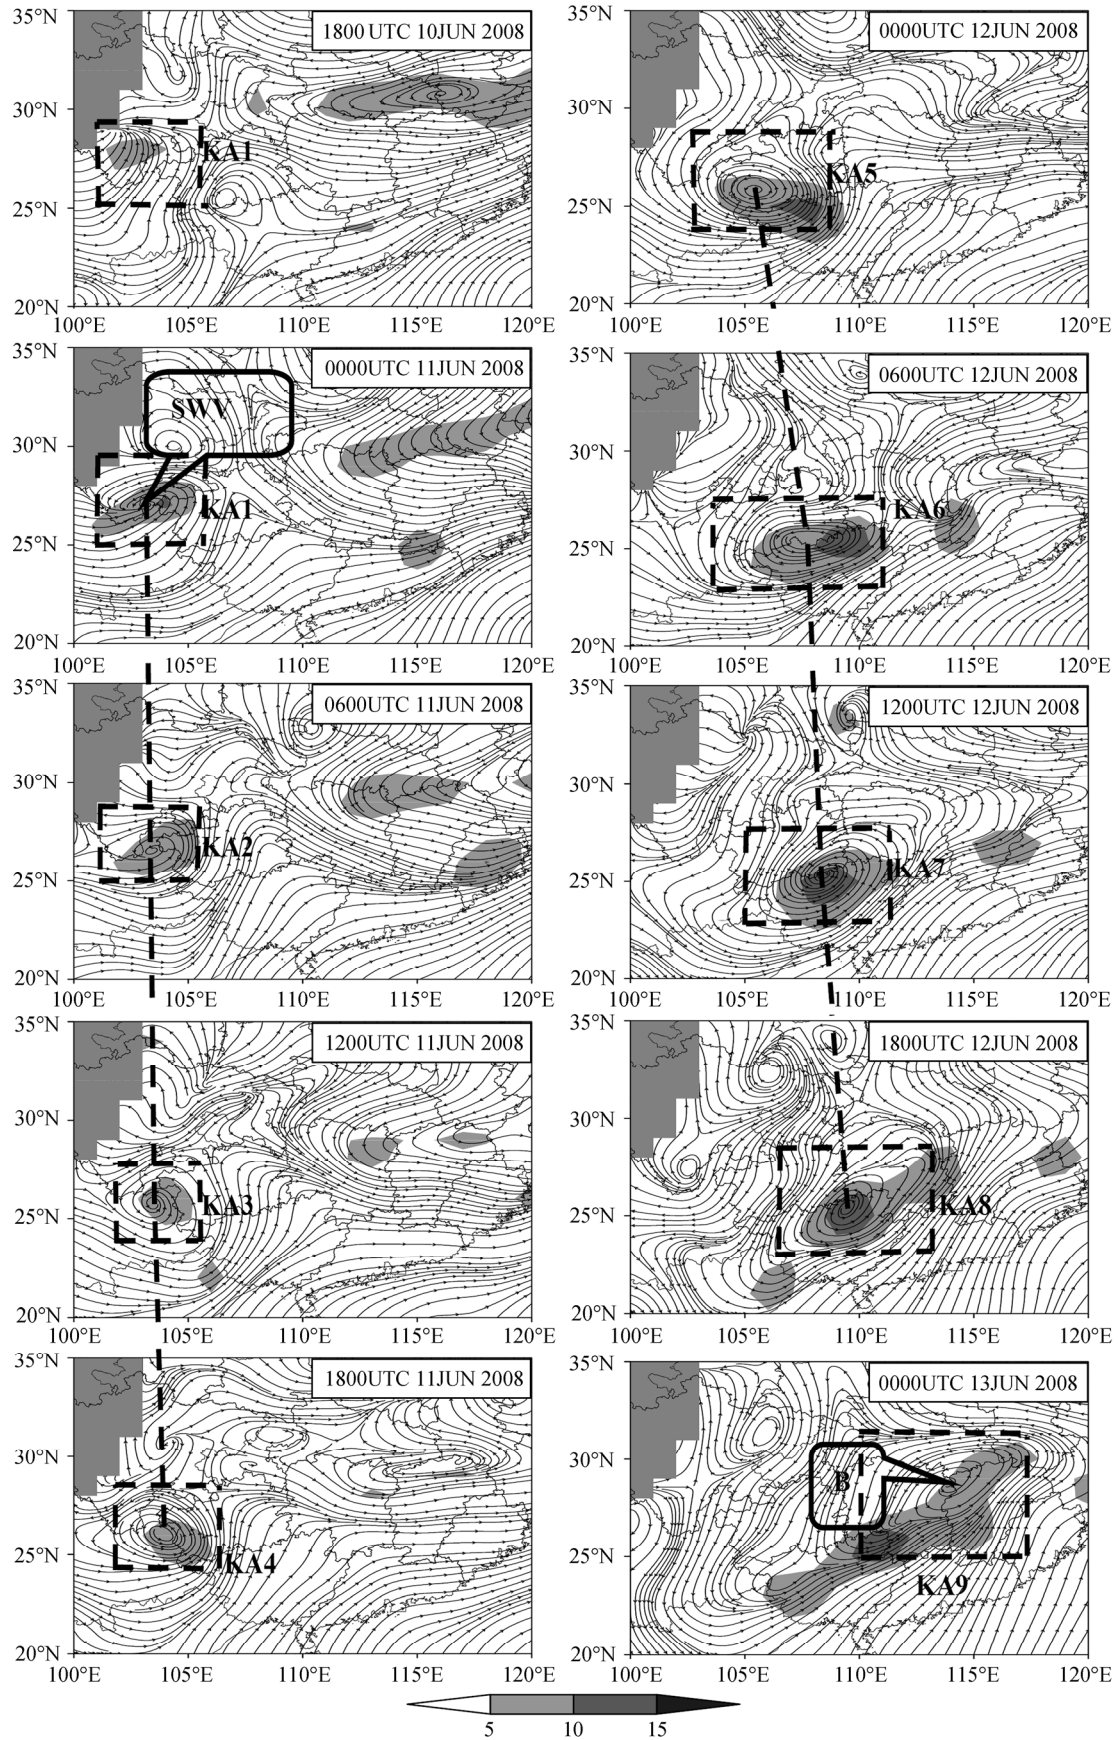 35°N
1800 UTC 10JUN 2008
30°N
KA1
25°N
20°N
100°E 105°E 110°E 115°E 120°E
35°N
0000UTC 11JUN 2008
SWV
30°N
KA1
25°N
20°N
100°E 105°E 110°E 115°E 120°E
35°N
0600UTC 11JUN 2008
30°N
KA2
25°N
20°N
100°E 105°E 110°E 115°E 120°E
35°N
1200UTC 11JUN 2008
30°N
KA3
25°N
20°N
100°E 105°E 110°E 115°E 120°E
35°N
1800UTC 11JUN 2008
30°N
25°N
KA4
20°N
100°E 105°E 110°E 115°E 120°E
35°N
0000UTC 12JUN 2008
30°N
KA5
25°N
20°N
100°E 105°E 110°E 115°E 120°E
35°N
0600UTC 12JUN 2008
30°N
KA6
25°N
20°N
100°E 105°E 110°E 115°E 120°E
35°N
1200UTC 12JUN 2008
30°N
KA7
25°N
20°N
100°E 105°E 110°E 115°E 120°E
35°N
1800UTC 12JUN 2008
30°N
25°N
KA8
20°N
100°E 105°E 110°E 115°E 120°E
35°N
0000UTC 13JUN 2008
30°N
B
25°N
KA9
20°N
100°E 105°E 110°E 115°E 120°E
5 10 15